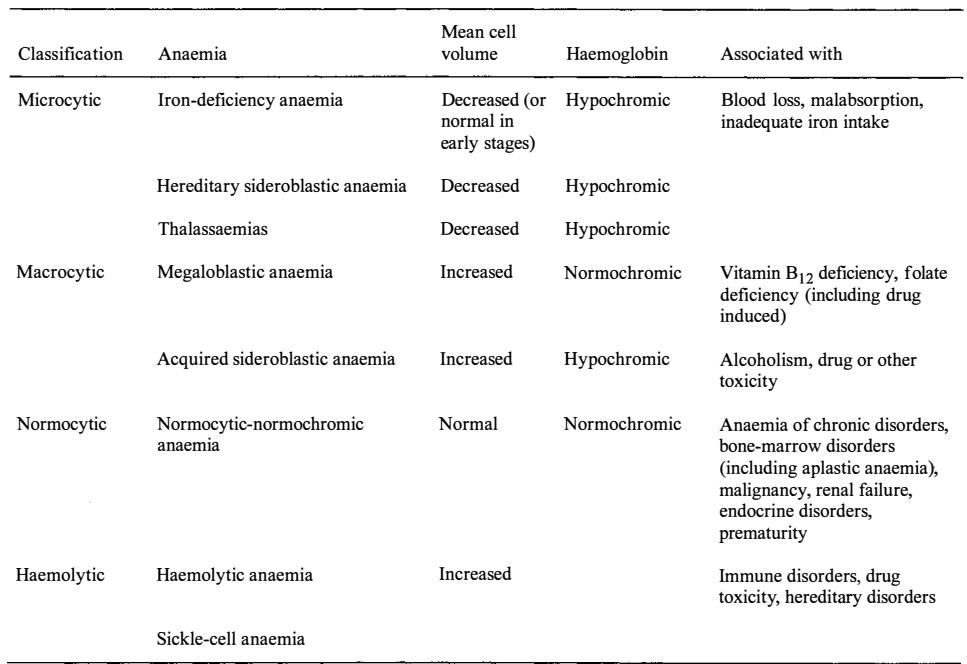 Classification Anaemia Mean cell volume Haemoglobin Associated with
Microcytic Iron-deficiency anaemia Decreased (or normal in early stages) Hypochromic Blood loss, malabsorption, inadequate iron intake
Hereditary sideroblastic anaemia Decreased Hypochromic
Thalassaemias Decreased Hypochromic
Macrocytic Megaloblastic anaemia Increased Normochromic Vitamin B12 deficiency, folate deficiency (including drug induced)
Acquired sideroblastic anaemia Increased Hypochromic Alcoholism, drug or other toxicity
Normocytic Normocytic-normochromic anaemia Normal Normochromic Anaemia of chronic disorders, bone-marrow disorders (including aplastic anaemia), malignancy, renal failure, endocrine disorders, prematurity
Haemolytic Haemolytic anaemia Increased Immune disorders, drug toxicity, hereditary disorders
Sickle-cell anaemia